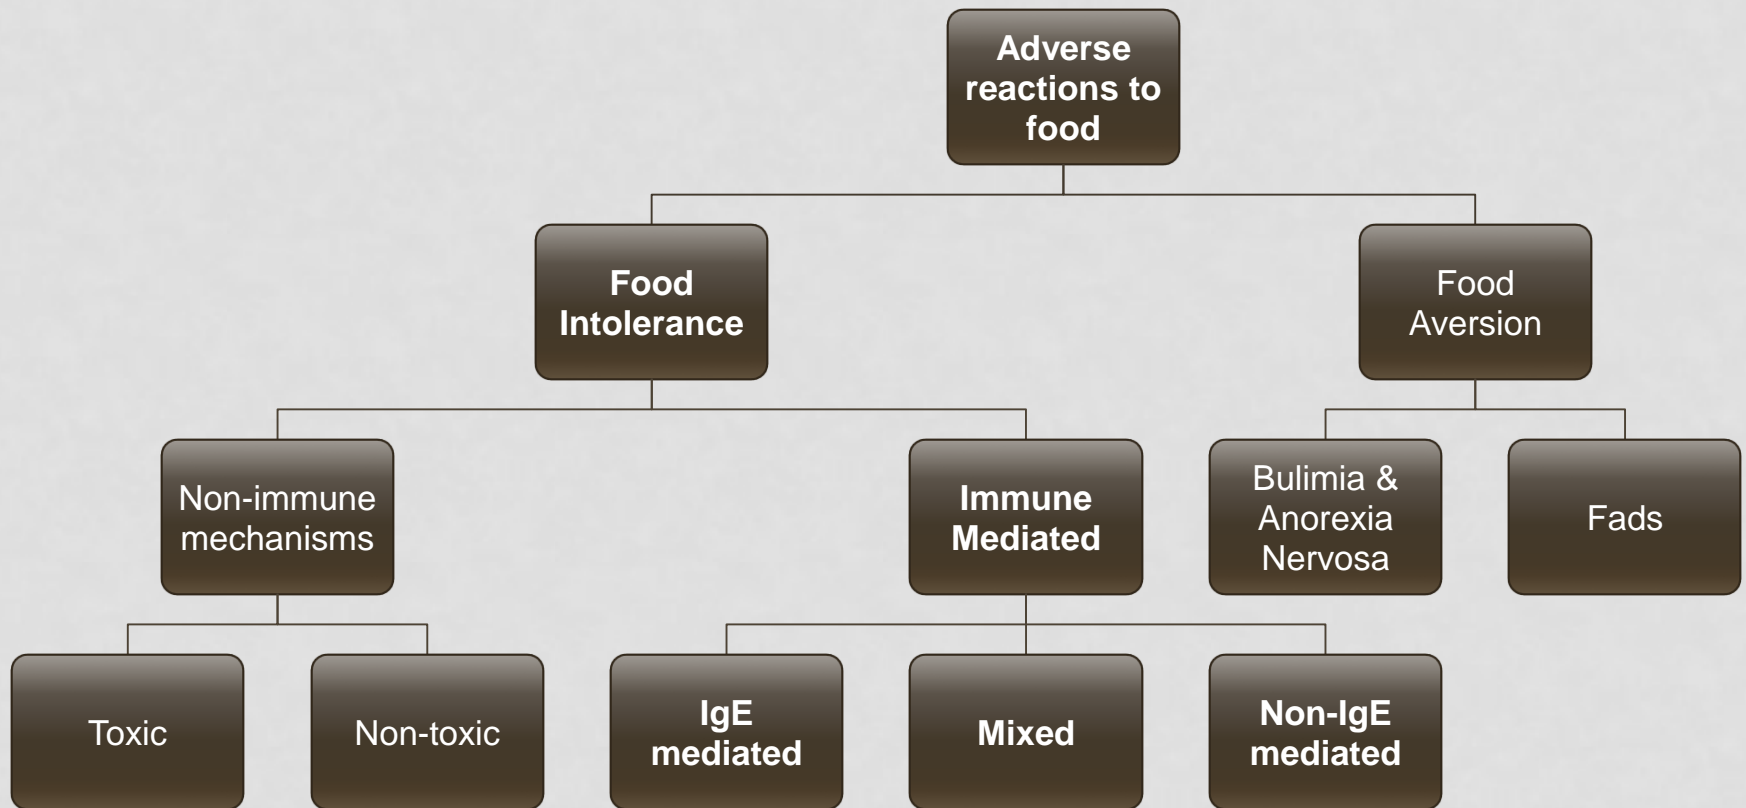 Adverse
reactions to
food
Food
Intolerance
Food
Aversion
Non-immune
mechanisms
Immune
Mediated
Bulimia &
Anorexia
Nervosa
Fads
Toxic
Non-toxic
IgE
mediated
Mixed
Non-IgE
mediated